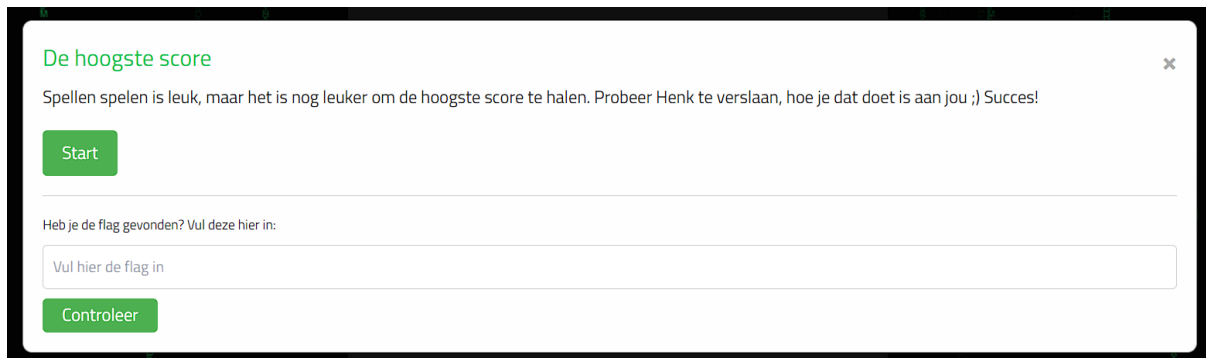 De hoogste score
Spellen spelen is leuk, maar het is nog leuker om de hoogste score te halen. Probeer Henk te verslaan, hoe je dat doet is aan jou ;) Succes!
Start
Heb je de flag gevonden? Vul deze hier in:
Vul hier de flag in
Controleer